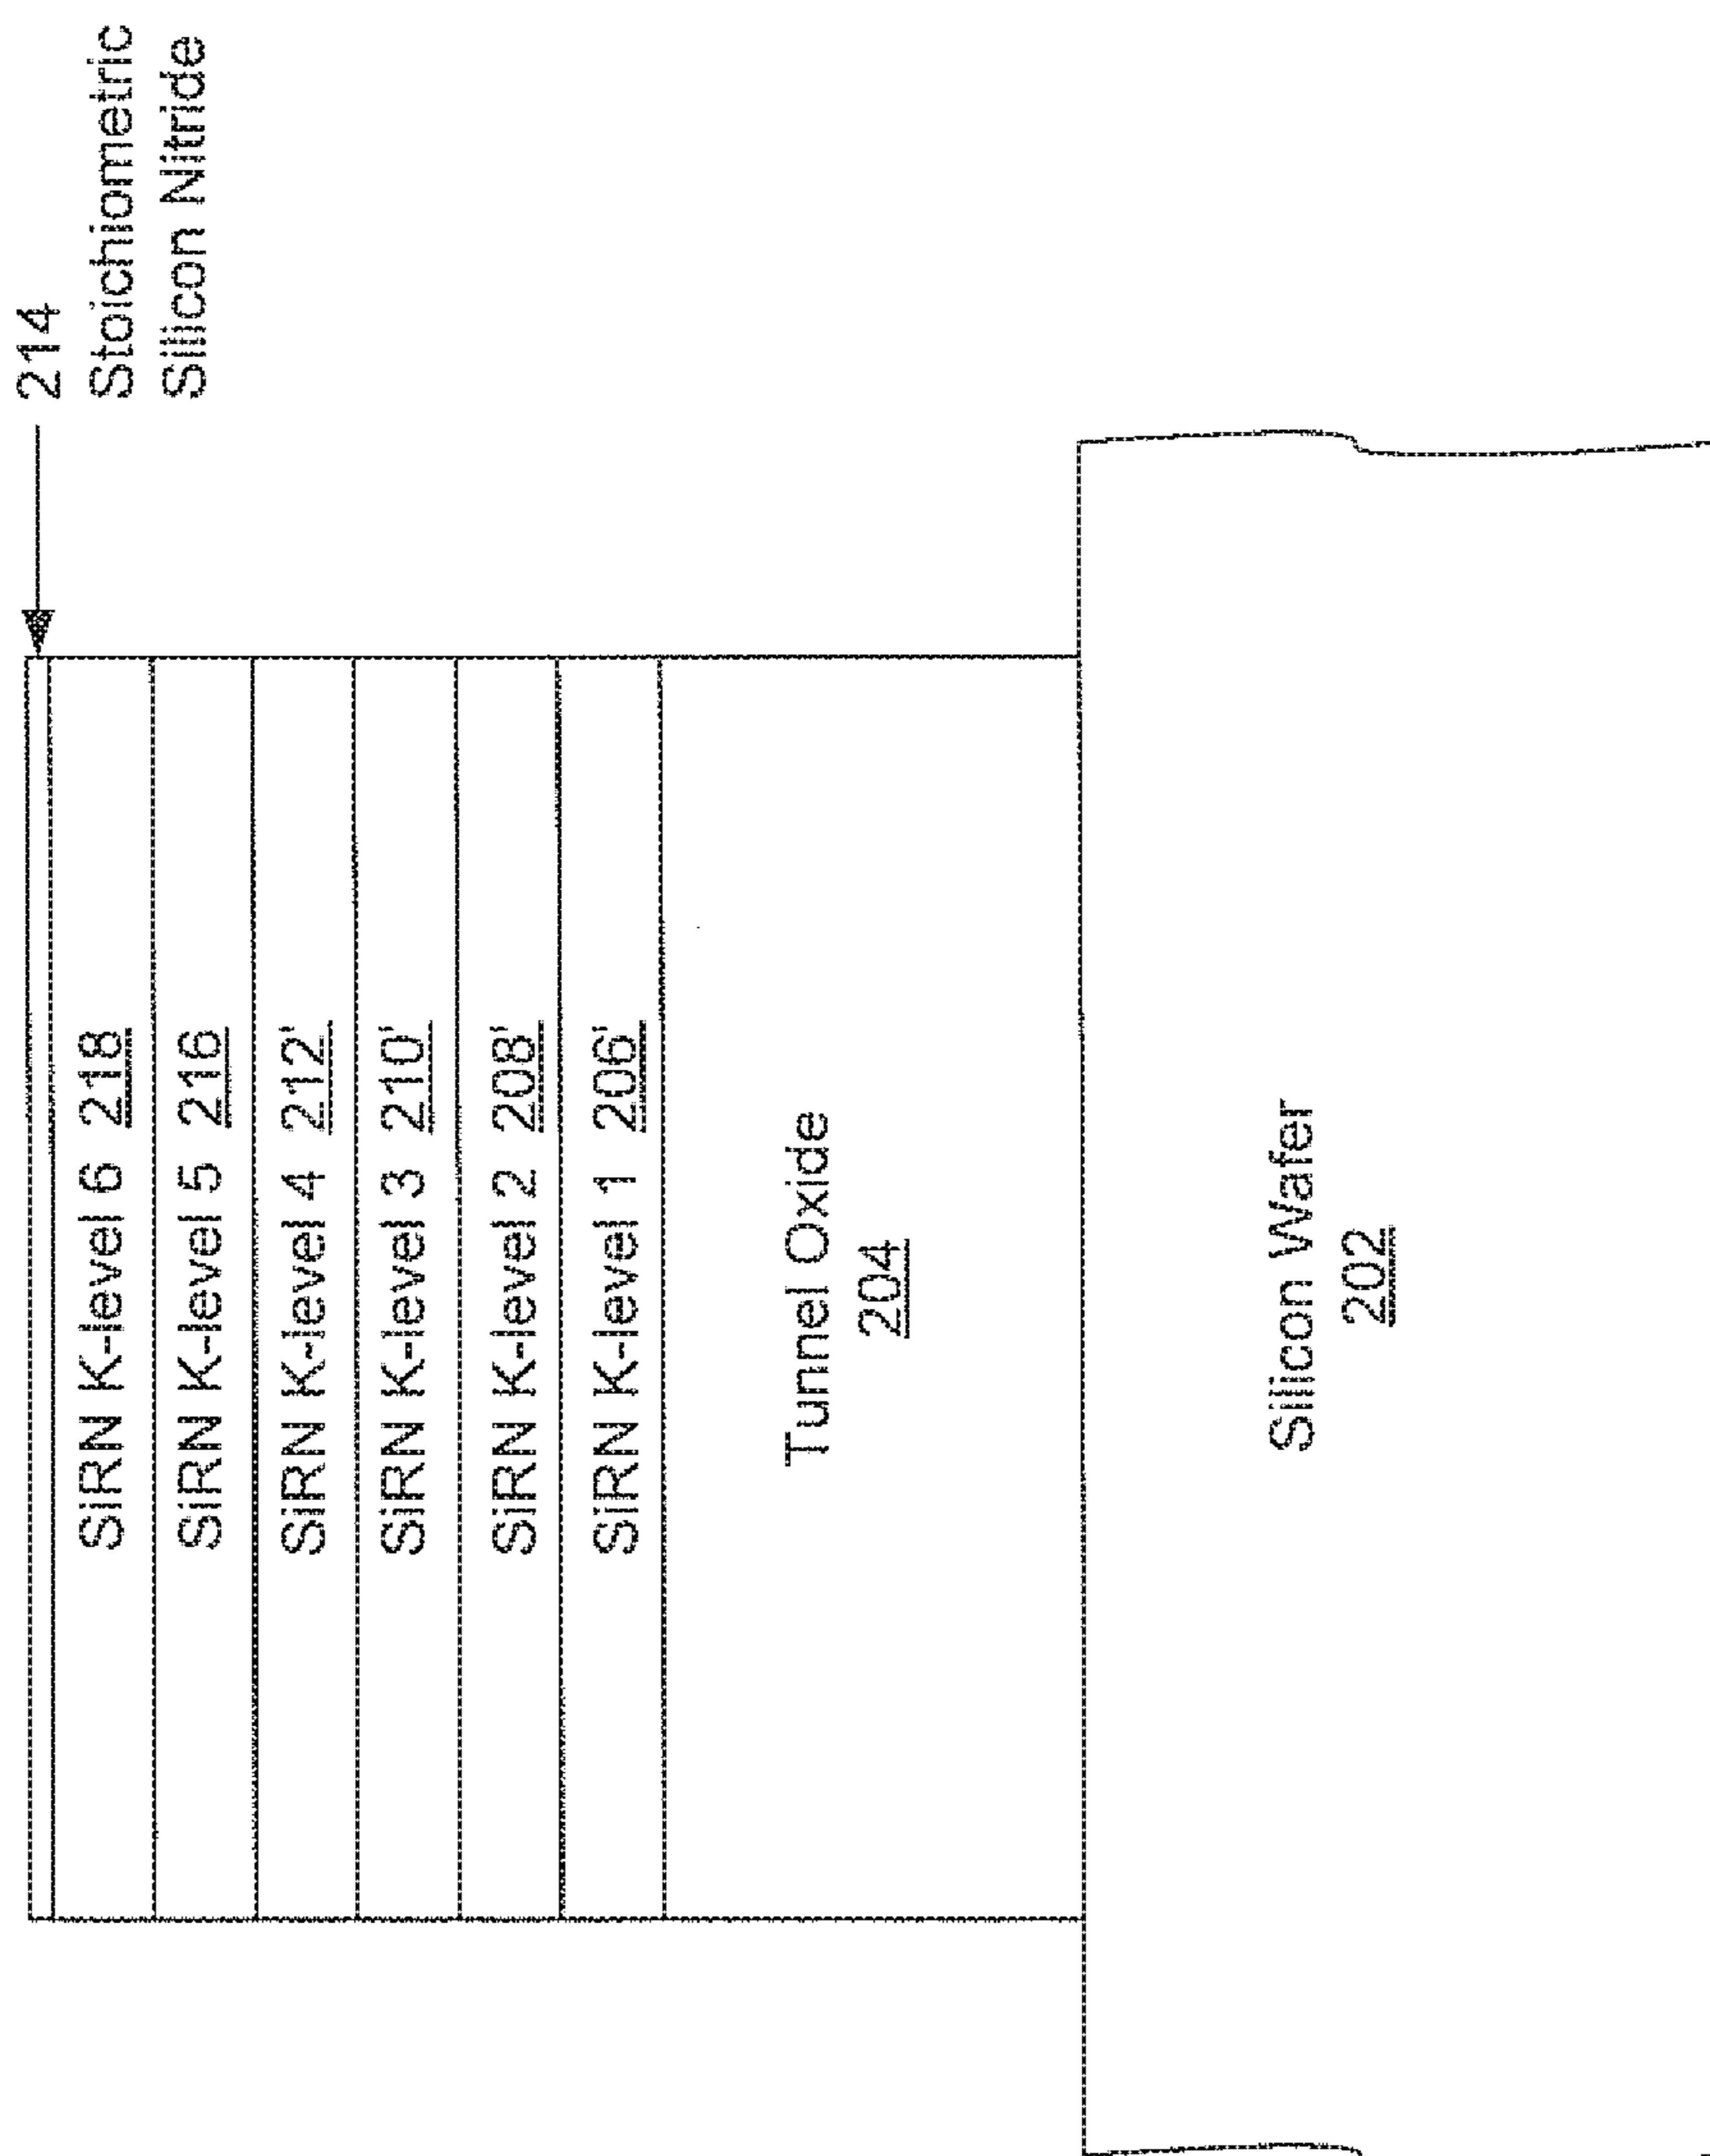 214
Stoichiometric
Silicon Nitride
SiRN K-level 6 218
SiRN K-level 5 216
SiRN K-level 4 212'
SiRN K-level 3 210'
SiRN K-level 2 208'
SiRN K-level 1 206'
Tunnel Oxide
204
Silicon Wafer
202